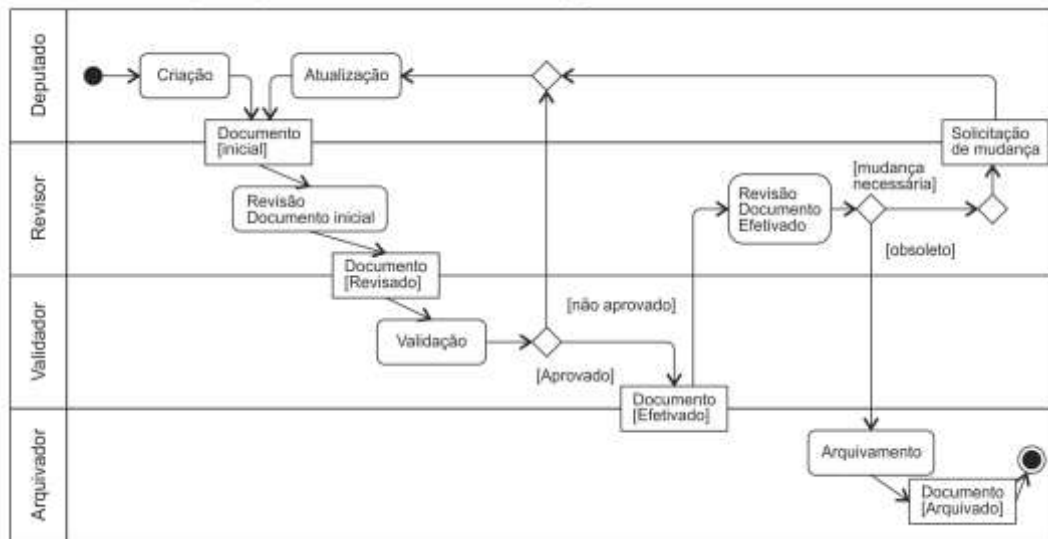 Deputado
Criação
Atualização
Documento
[inicial]
Solicitação
de mudança
Revisor
Revisão
Documento inicial
Revisão
Documento
Efetivado
[mudança
necessária]
[obsoleto]
Documento
[Revisado]
Validador
Validação
[não aprovado]
[Aprovado]
Documento
[Efetivado]
Arquivador
Arquivamento
Documento
[Arquivado]